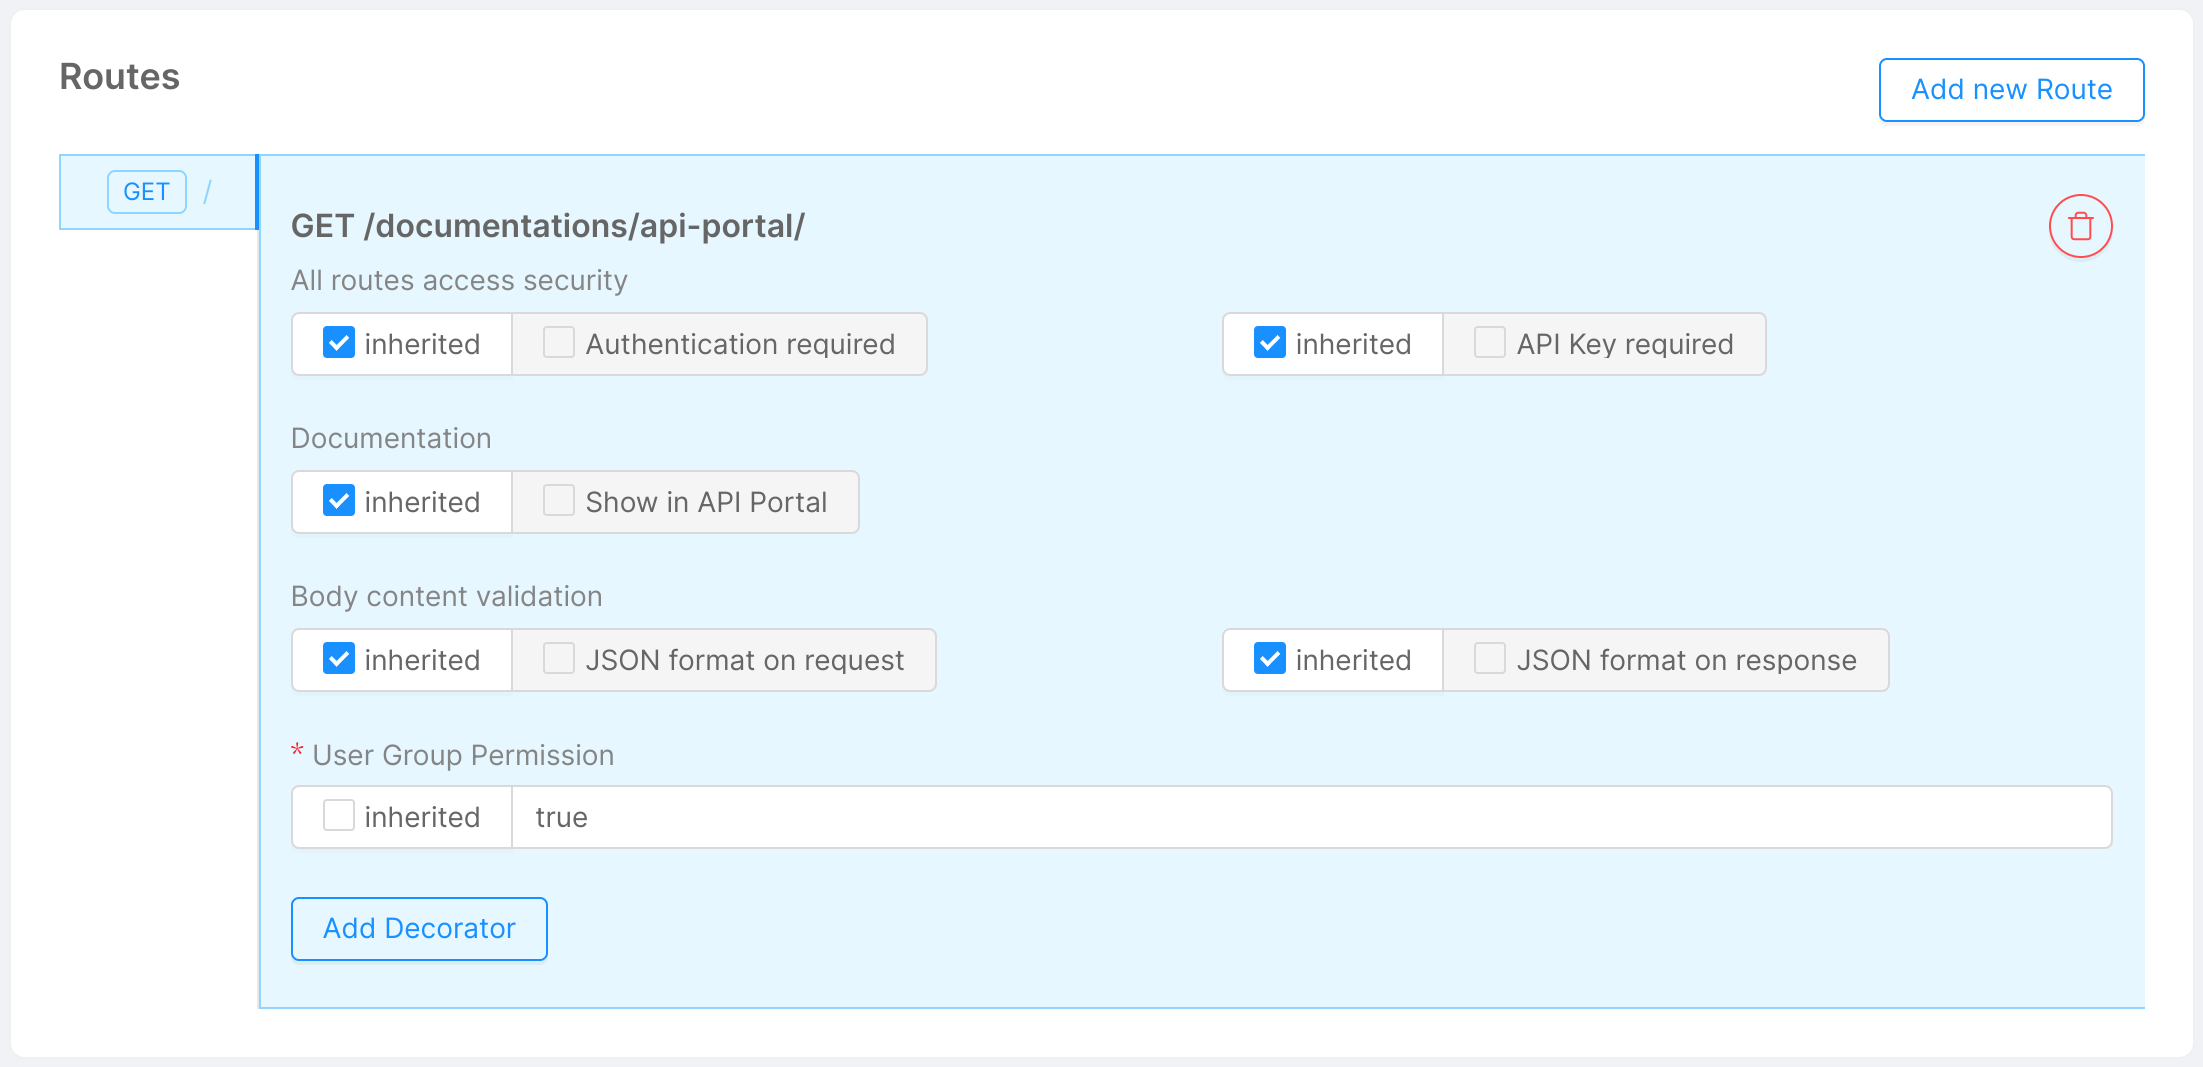 Routes
Add new Route
GET /
GET /documentations/api-portal/
All routes access security
inherited Authentication required inherited API Key required
Documentation
inherited Show in API Portal
Body content validation
inherited JSON format on request inherited JSON format on response
* User Group Permission
inherited true
Add Decorator